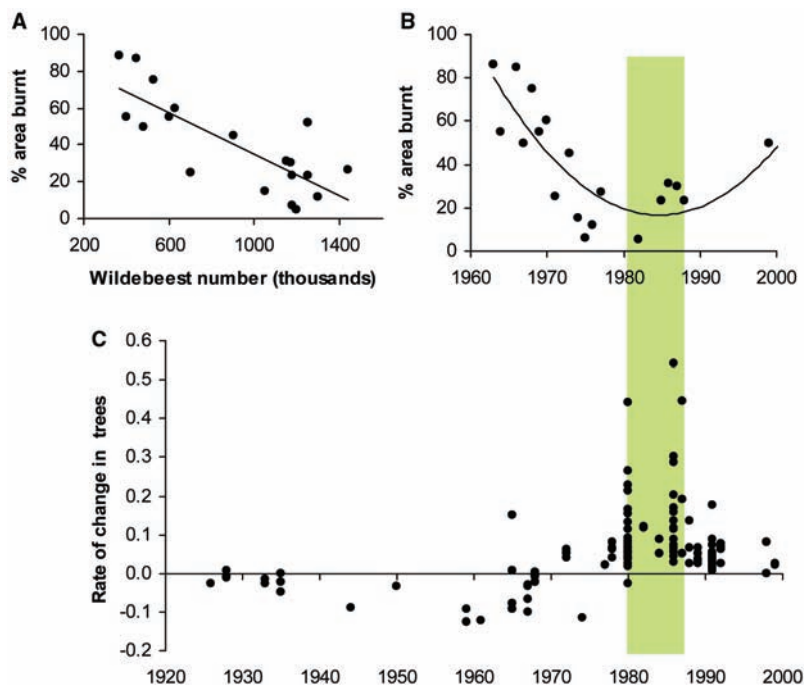 A
% area burnt
100
80
60
40
20
0
200 600 1000 1400
Wildebeest number (thousands)
B
% area burnt
100
80
60
40
20
0
1960 1970 1980 1990 2000
C
Rate of change in trees
0.6
0.5
0.4
0.3
0.2
0.1
0.0
-0.1
-0.2
1920 1930 1940 1950 1960 1970 1980 1990 2000